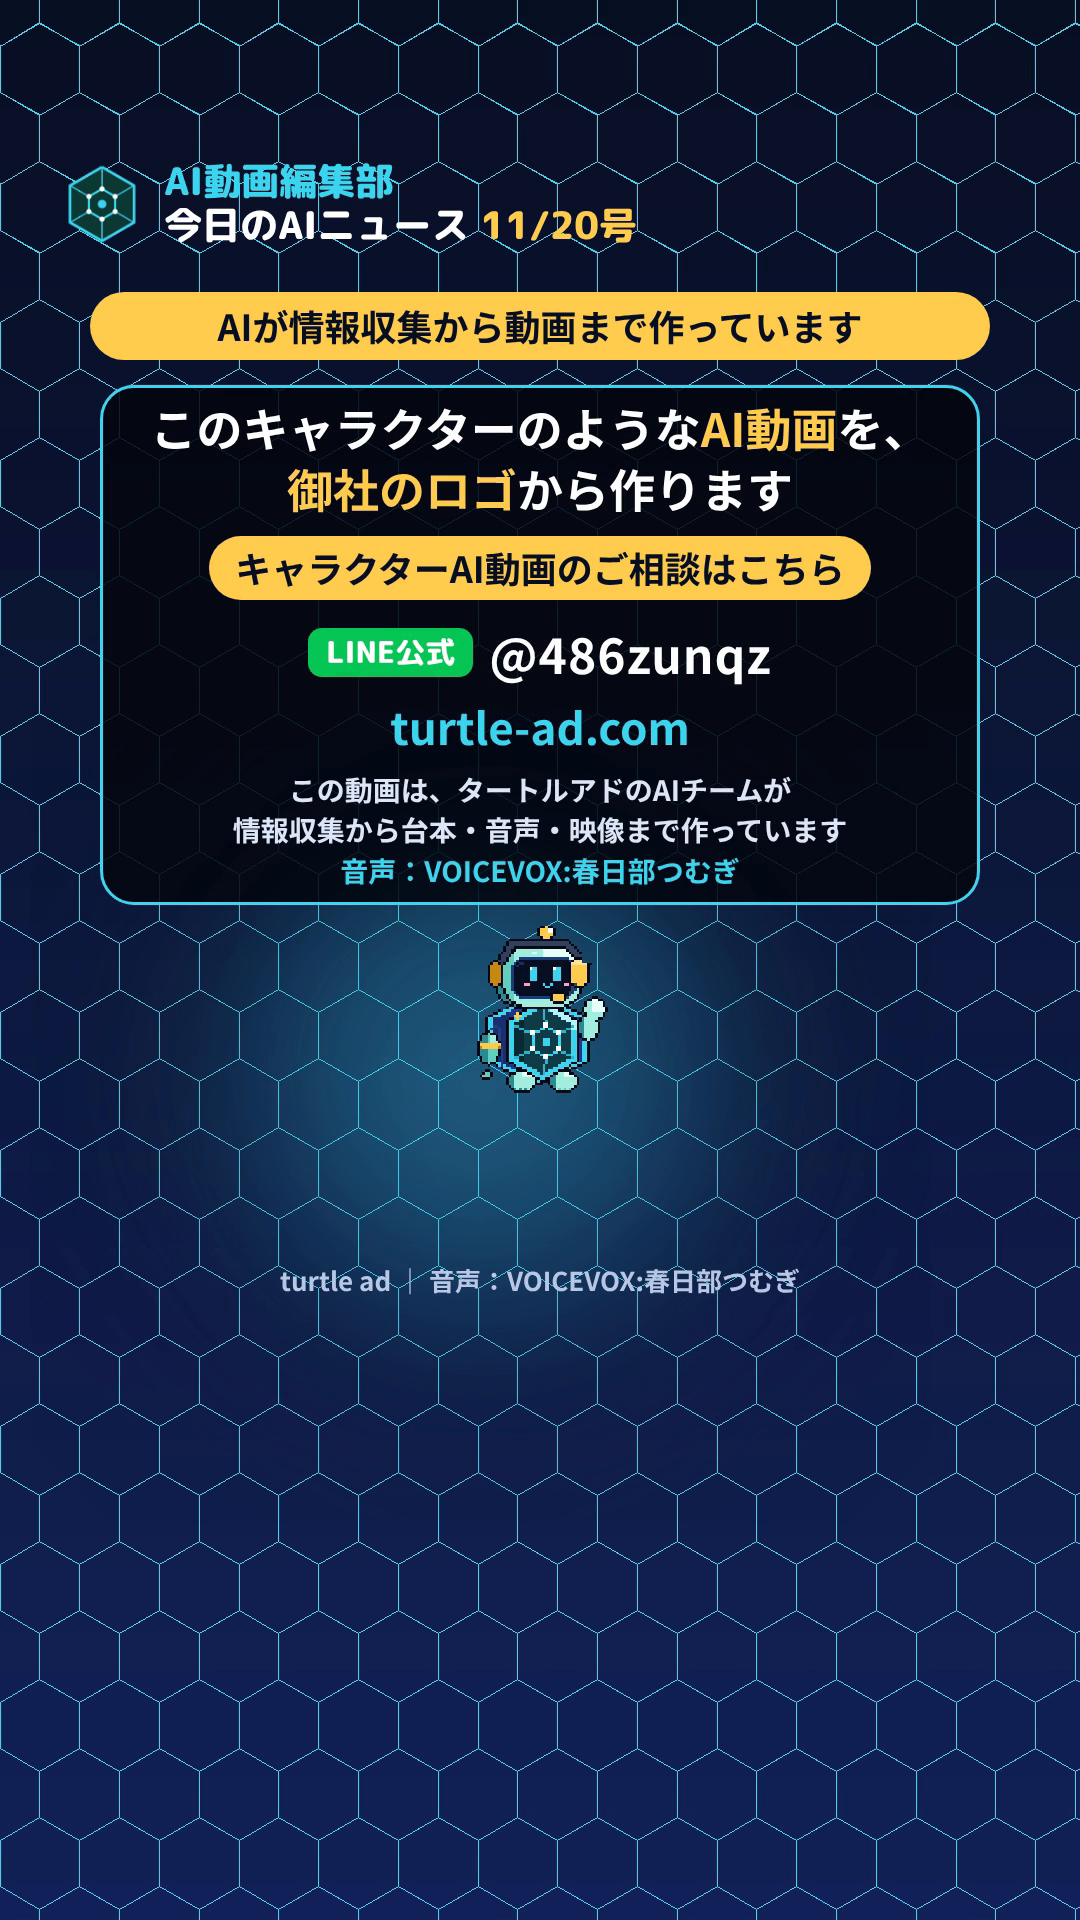 AI動画編集部
今日のAIニュース 11/20号
AIが情報収集から動画まで作っています
このキャラクターのようなAI動画を、
御社のロゴから作ります
キャラクターAI動画のご相談はこちら
LINE公式 @486zunqz
turtle-ad.com
この動画は、タートルアドのAIチームが
情報収集から台本・音声・映像まで作っています
音声：VOICEVOX:春日部つむぎ
turtle ad ｜ 音声：VOICEVOX:春日部つむぎ